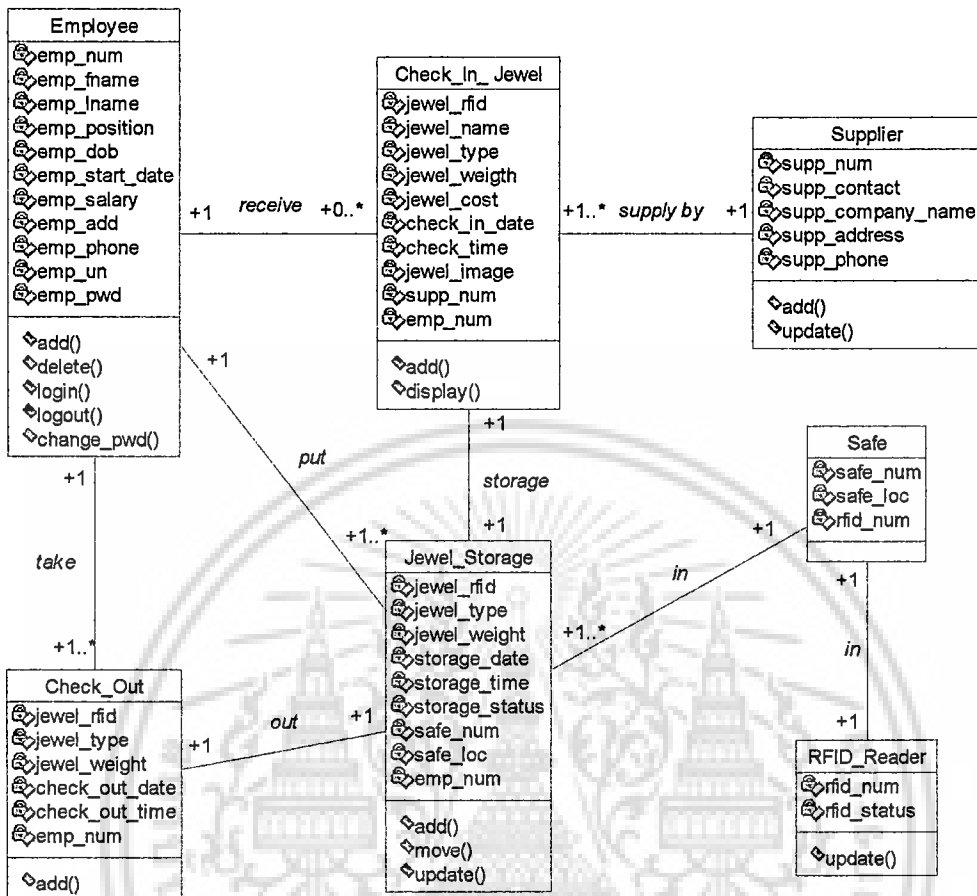 Employee
emp_num
emp_fname
emp_lname
emp_position
emp_dob
emp_start_date
emp_salary
emp_add
emp_phone
emp_un
emp_pwd
add()
delete()
login()
logout()
change_pwd()
+1
receive
+0..*
Check_In_ Jewel
jewel_rfid
jewel_name
jewel_type
jewel_weigth
jewel_cost
check_in_date
check_time
jewel_image
supp_num
emp_num
add()
display()
+1..*
supply by
+1
Supplier
supp_num
supp_contact
supp_company_name
supp_address
supp_phone
add()
update()
+1
put
+1..*
+1
storage
+1
+1
take
+1..*
Jewel_Storage
jewel_rfid
jewel_type
jewel_weight
storage_date
storage_time
storage_status
safe_num
safe_loc
emp_num
add()
move()
update()
+1
in
+1..*
Safe
safe_num
safe_loc
rfid_num
+1
in
+1
Check_Out
jewel_rfid
jewel_type
jewel_weight
check_out_date
check_out_time
emp_num
add()
+1
out
+1
RFID_Reader
rfid_num
rfid_status
update()